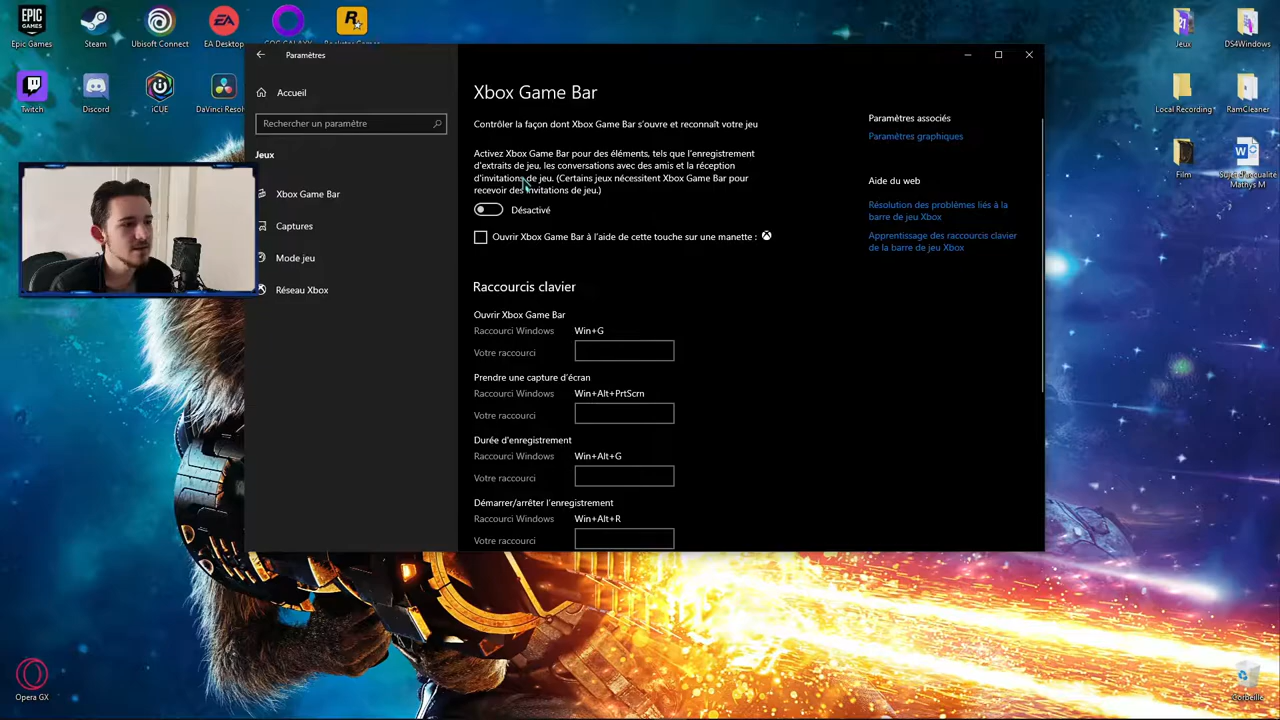 Epic Games
Steam
Ubisoft Connect
EA Desktop
GOG GALAXY
Rockstar Games
Jeux
DS4Windows
Twitch
Discord
iCUE
DaVinci Resol
Local Recording
RamCleaner
Film
Mathys M
Paramètres
Accueil
Rechercher un paramètre
Jeux
Xbox Game Bar
Captures
Mode jeu
Réseau Xbox
Xbox Game Bar
Contrôler la façon dont Xbox Game Bar s'ouvre et reconnaît votre jeu
Activez Xbox Game Bar pour des éléments, tels que l'enregistrement
d'extraits de jeu, les conversations avec des amis et la réception
d'invitations de jeu. (Certains jeux nécessitent Xbox Game Bar pour
recevoir des invitations de jeu.)
Désactivé
Ouvrir Xbox Game Bar à l'aide de cette touche sur une manette :
Raccourcis clavier
Ouvrir Xbox Game Bar
Raccourci Windows Win+G
Votre raccourci
Prendre une capture d'écran
Raccourci Windows Win+Alt+PrtScrn
Votre raccourci
Durée d'enregistrement
Raccourci Windows Win+Alt+G
Votre raccourci
Démarrer/arrêter l'enregistrement
Raccourci Windows Win+Alt+R
Votre raccourci
Paramètres associés
Paramètres graphiques
Aide du web
Résolution des problèmes liés à la
barre de jeu Xbox
Apprentissage des raccourcis clavier
de la barre de jeu Xbox
Opera GX
Corbeille